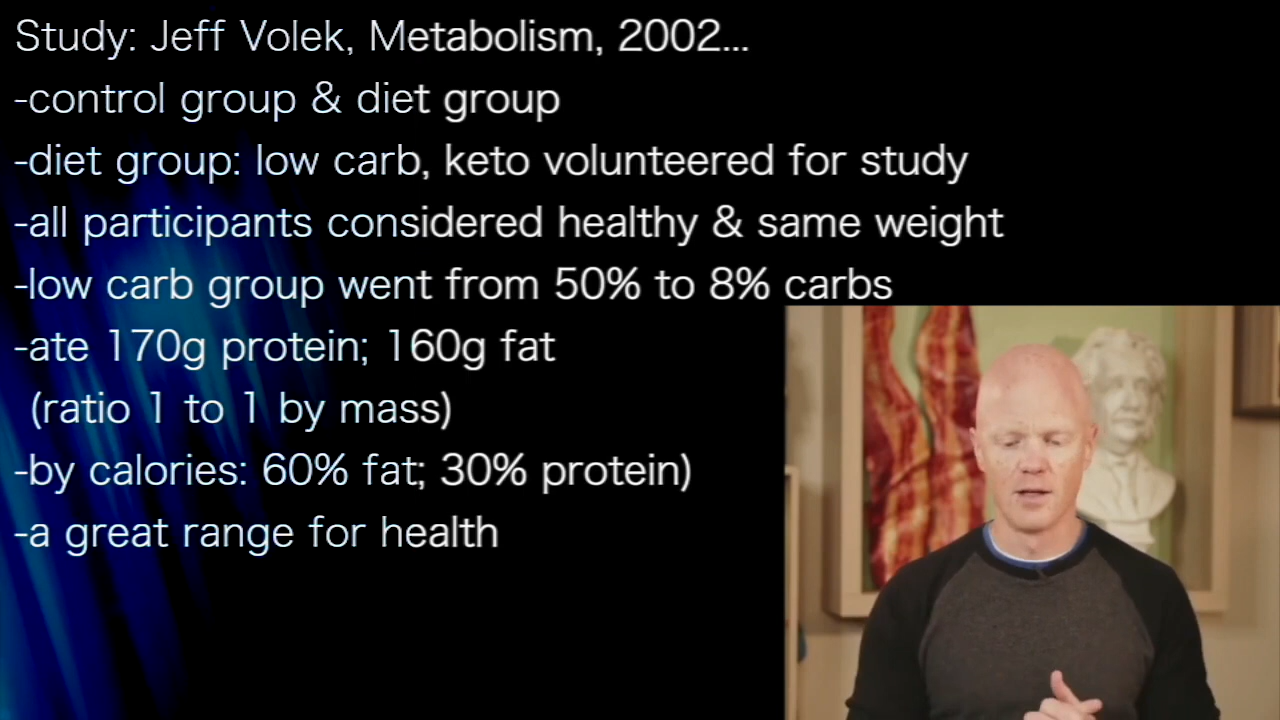 Study: Jeff Volek, Metabolism, 2002...
-control group & diet group
-diet group: low carb, keto volunteered for study
-all participants considered healthy & same weight
-low carb group went from 50% to 8% carbs
-ate 170g protein; 160g fat
(ratio 1 to 1 by mass)
-by calories: 60% fat; 30% protein)
-a great range for health